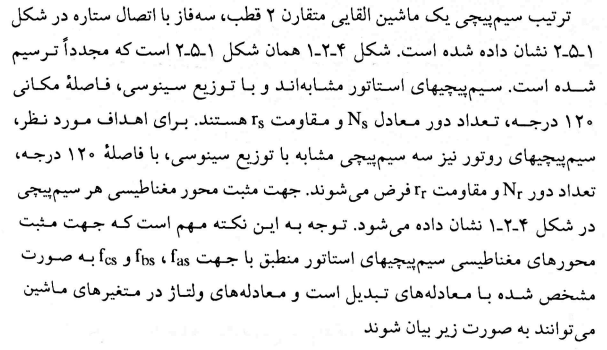 ترتیب سیم‌پیچی یک ماشین القایی متقارن ۲ قطب، سه‌فاز با اتصال ستاره در شکل
۱-۵-۲ نشان داده شده است. شکل ۴-۲-۱ همان شکل ۱-۵-۲ است که مجدداً ترسیم
شده است. سیم‌پیچیهای استاتور مشابه‌اند و با توزیع سینوسی، فاصلهٔ مکانی
۱۲۰ درجه، تعداد دور معادل Ns و مقاومت rs هستند. برای اهداف مورد نظر،
سیم‌پیچیهای روتور نیز سه سیم‌پیچی مشابه با توزیع سینوسی، با فاصلهٔ ۱۲۰ درجه،
تعداد دور Nr و مقاومت rr فرض می‌شوند. جهت مثبت محور مغناطیسی هر سیم‌پیچی
در شکل ۴-۲-۱ نشان داده می‌شود. توجه به این نکته مهم است که جهت مثبت
محورهای مغناطیسی سیم‌پیچیهای استاتور منطبق با جهت fas ، fbs و fcs به صورت
مشخص شده با معادله‌های تبدیل است و معادله‌های ولتاژ در متغیرهای ماشین
می‌توانند به صورت زیر بیان شوند